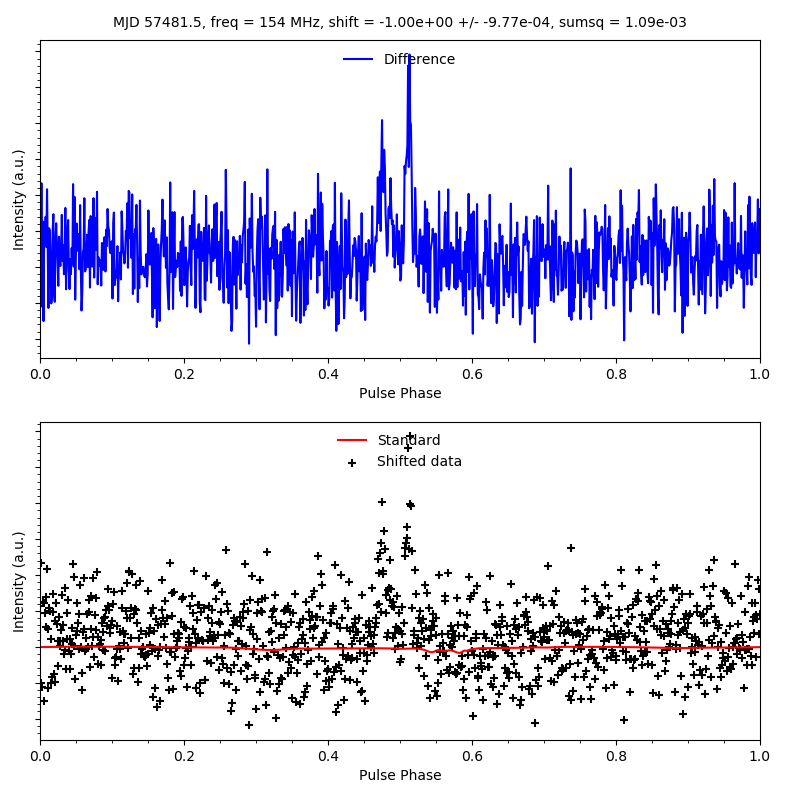 MJD 57481.5, freq = 154 MHz, shift = -1.00e+00 +/- -9.77e-04, sumsq = 1.09e-03
Difference
Intensity (a.u.)
0.0 0.2 0.4 0.6 0.8 1.0
Pulse Phase
Standard
Shifted data
Intensity (a.u.)
0.0 0.2 0.4 0.6 0.8 1.0
Pulse Phase